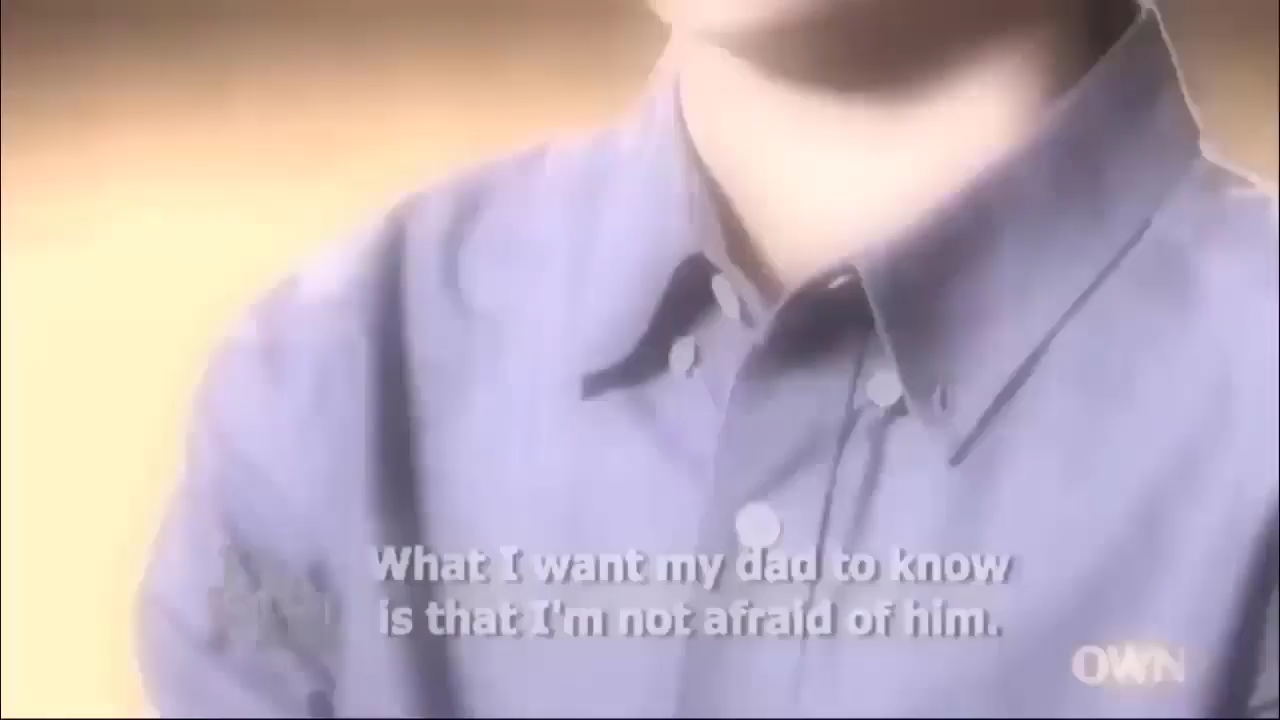 What I want my dad to know
is that I'm not afraid of him.
OWN